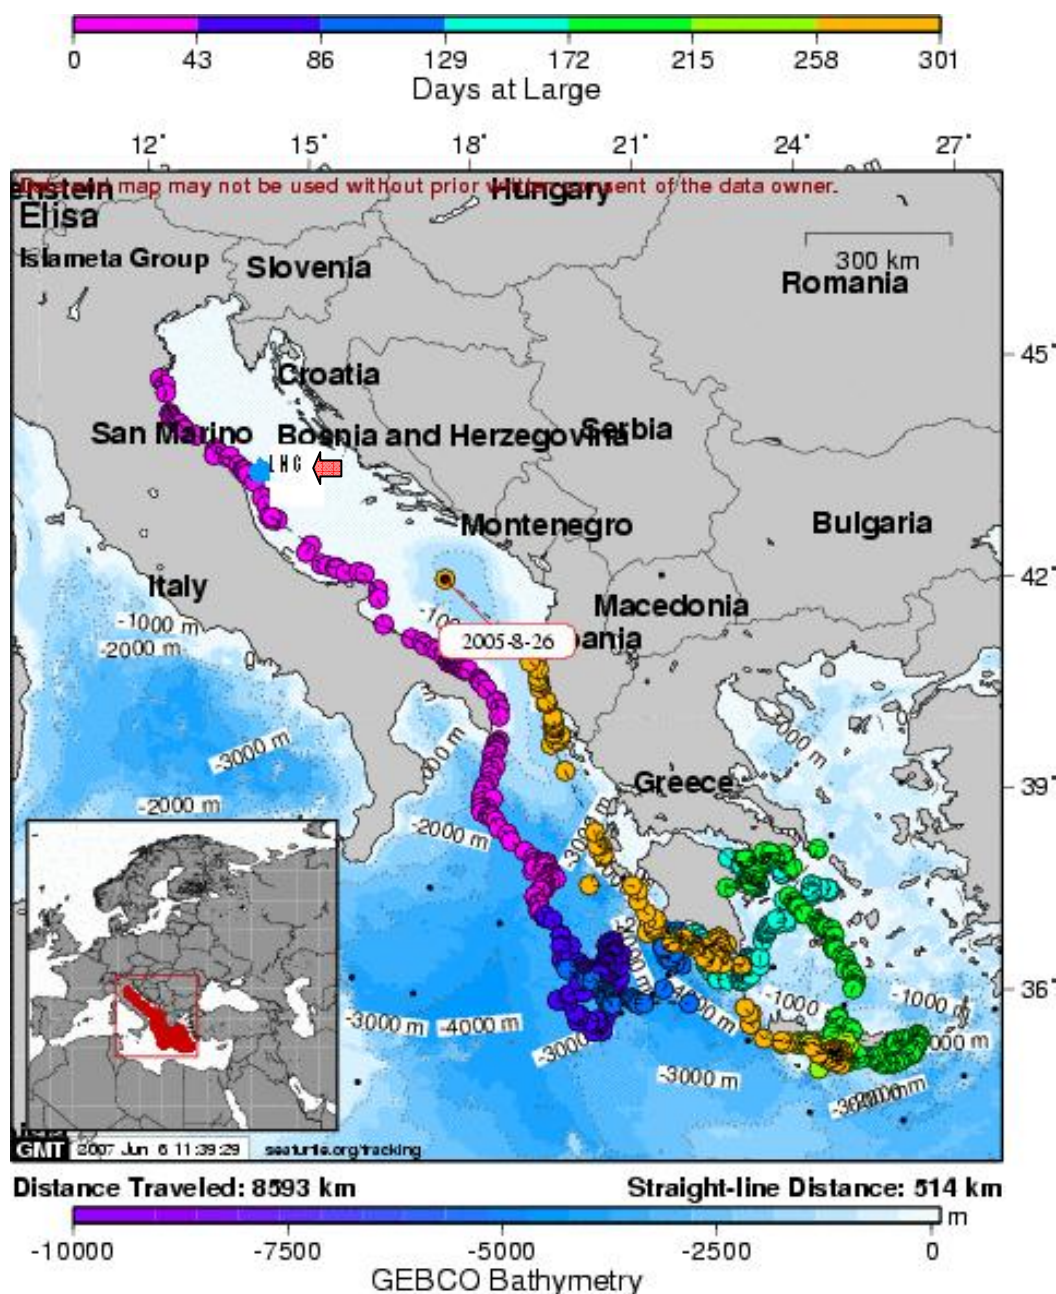 0 43 86 129 172 215 258 301
Days at Large
12° 15° 18° 21° 24° 27°
map may not be used without prior written consent of the data owner.
Hungary
Elisa
Islameta Group
Slovenia
300 km
Romania
45°
Croatia
San Marino
Bosnia and Herzegovina
Serbia
LNG
Montenegro
Bulgaria
42°
Italy
Macedonia
-1000 m
-2000 m
2005-8-26
-3000 m
-2000 m
39°
Greece
-2000 m
36°
-1000
-1000 m
-3000 m
-4000 m
-4000 m
-3000
-3000 m
GMT 2007 Jun 6 11:39:29 seaturtle.org/tracking
Distance Traveled: 8593 km Straight-line Distance: 514 km
m
-10000 -7500 -5000 -2500 0
GEBCO Bathymetry